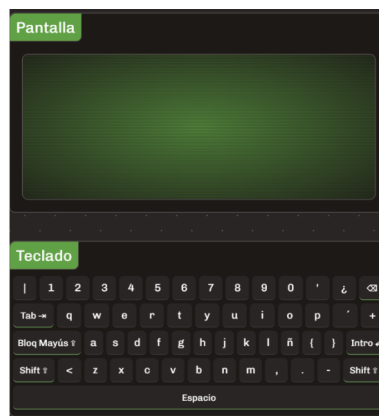 Pantalla
Teclado
| 1 2 3 4 5 6 7 8 9 0 ' ¿ ⌫
Tab ⇥ q w e r t y u i o p ´ +
Bloq Mayús ⇧ a s d f g h j k l ñ { } Intro ↵
Shift ⇧ < z x c v b n m , . - Shift ⇧
Espacio